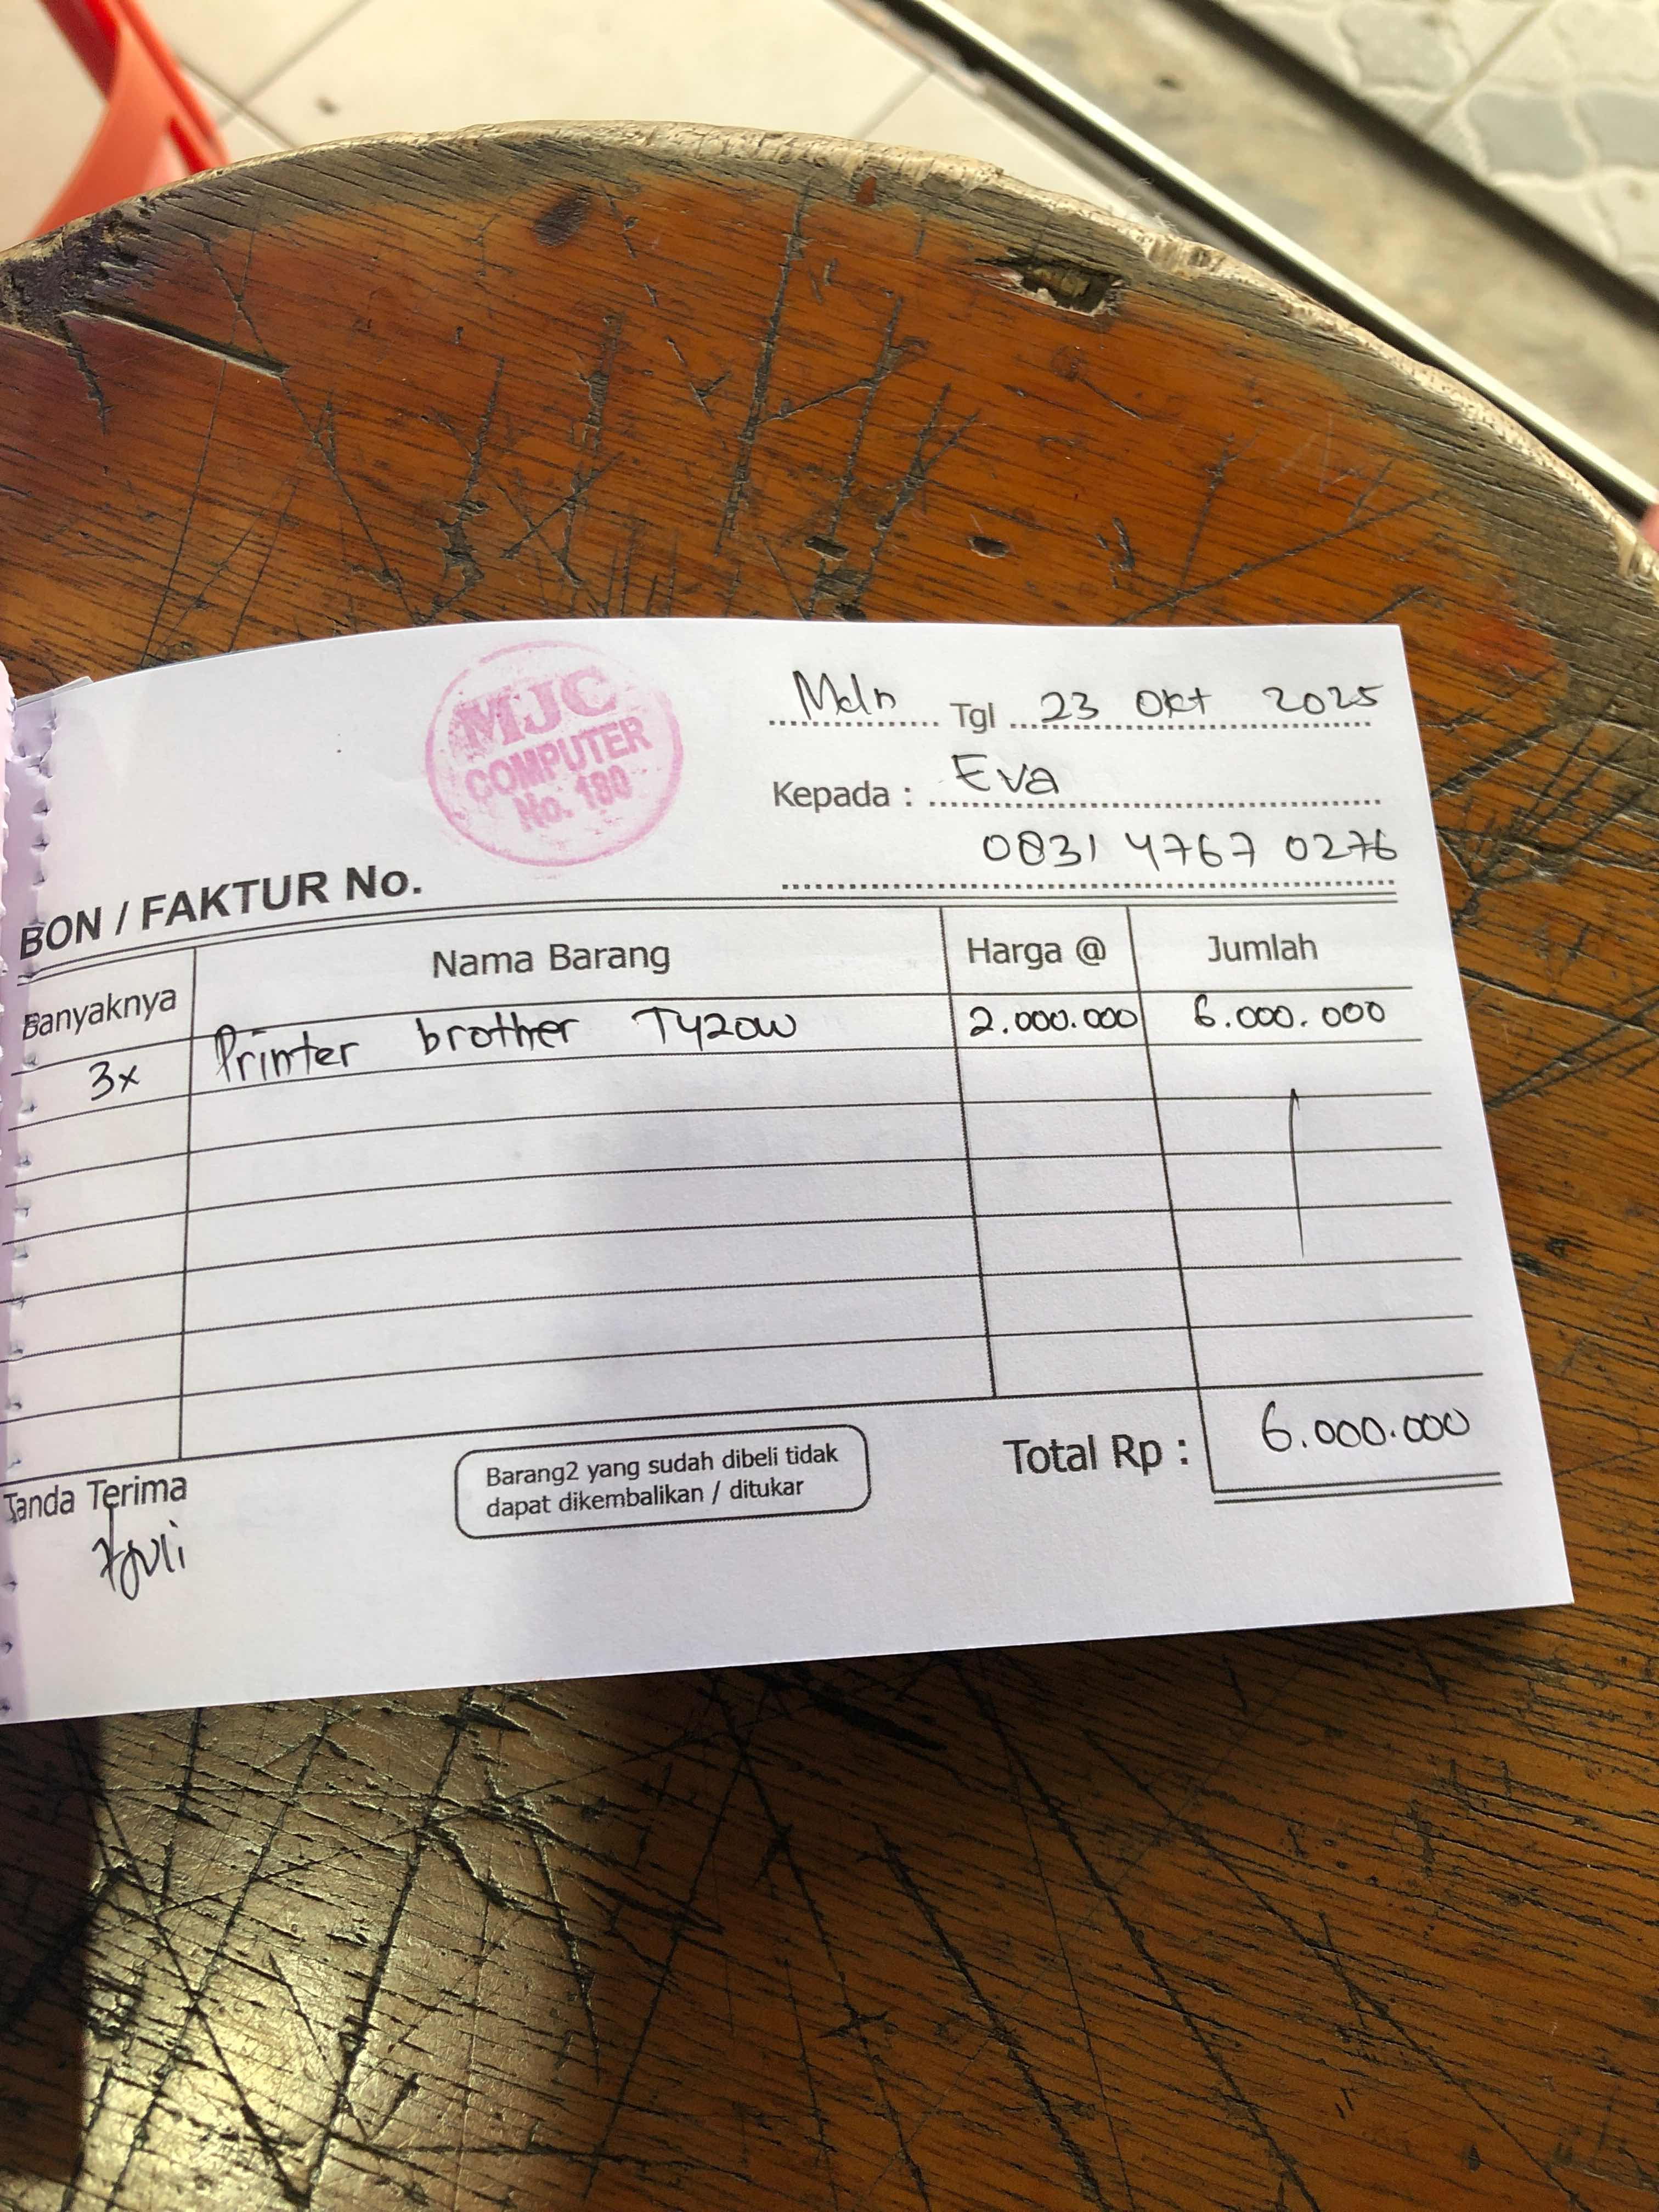 MJC
COMPUTER
No. 180
Mdn Tgl 23 Okt 2025
Kepada : Eva
0831 4767 0276
BON / FAKTUR No.
Banyaknya Nama Barang Harga @ Jumlah
3x Printer brother T420W 2.000.000 6.000.000
Total Rp : 6.000.000
Tanda Terima
Barang2 yang sudah dibeli tidak
dapat dikembalikan / ditukar